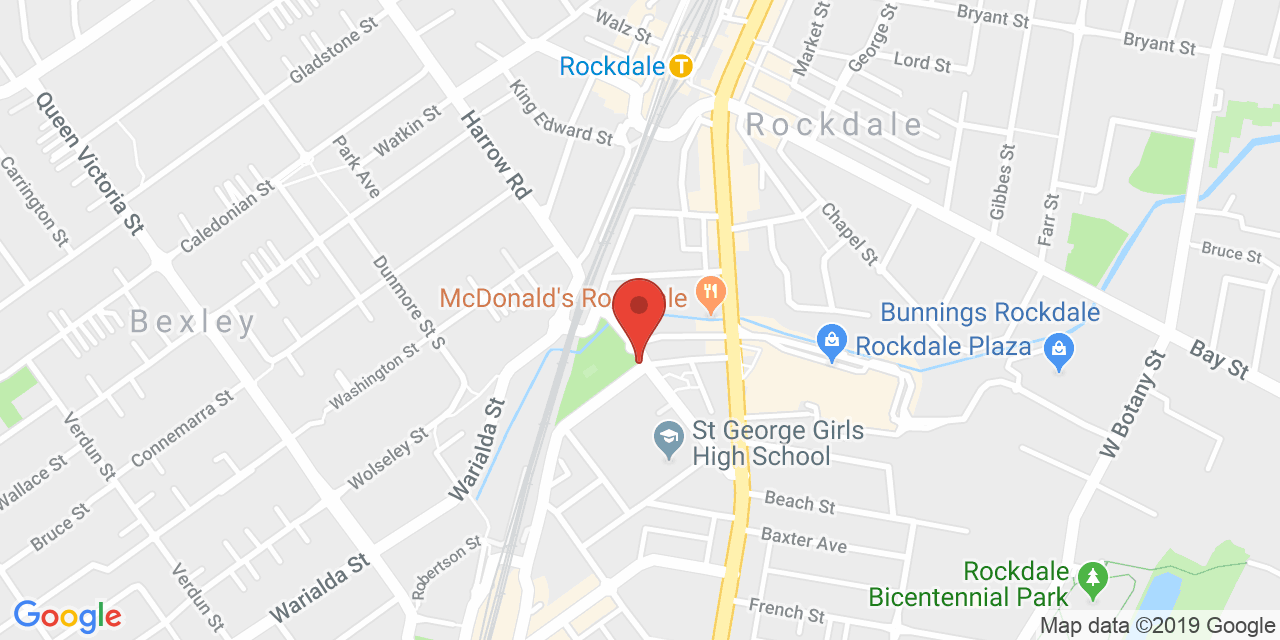 Walz St
Bryant St
Bryant St
Market St
George St
Lord St
Gladstone St
Rockdale
T
Rockdale
King Edward St
Queen Victoria St
Watkin St
Harrow Rd
Park Ave
Carrington St
Caledonian St
Gibbes St
Farr St
Chapel St
Bruce St
Dunmore St S
Bexley
McDonald's Ro
le
Bunnings Rockdale
Rockdale Plaza
Bay St
W Botany St
Washington St
Connemarra St
Verdun St
Wolseley St
Warialda St
St George Girls
High School
Wallace St
Bruce St
Beach St
Baxter Ave
Robertson St
Warialda St
Verdun St
Rockdale
Bicentennial Park
French St
Google
Map data ©2019 Google